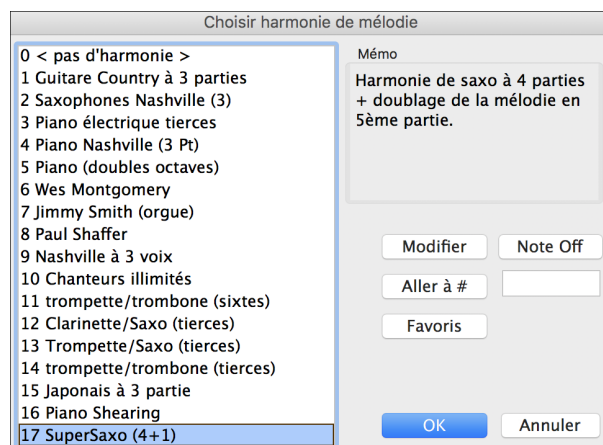 Choisir harmonie de mélodie
0 < pas d'harmonie >
1 Guitare Country à 3 parties
2 Saxophones Nashville (3)
3 Piano électrique tierces
4 Piano Nashville (3 Pt)
5 Piano (doubles octaves)
6 Wes Montgomery
7 Jimmy Smith (orgue)
8 Paul Shaffer
9 Nashville à 3 voix
10 Chanteurs illimités
11 trompette/trombone (sixtes)
12 Clarinette/Saxo (tierces)
13 Trompette/Saxo (tierces)
14 trompette/trombone (tierces)
15 Japonais à 3 partie
16 Piano Shearing
17 SuperSaxo (4+1)
Mémo
Harmonie de saxo à 4 parties
+ doublage de la mélodie en
5ème partie.
Modifier
Note Off
Aller à #
Favoris
OK
Annuler